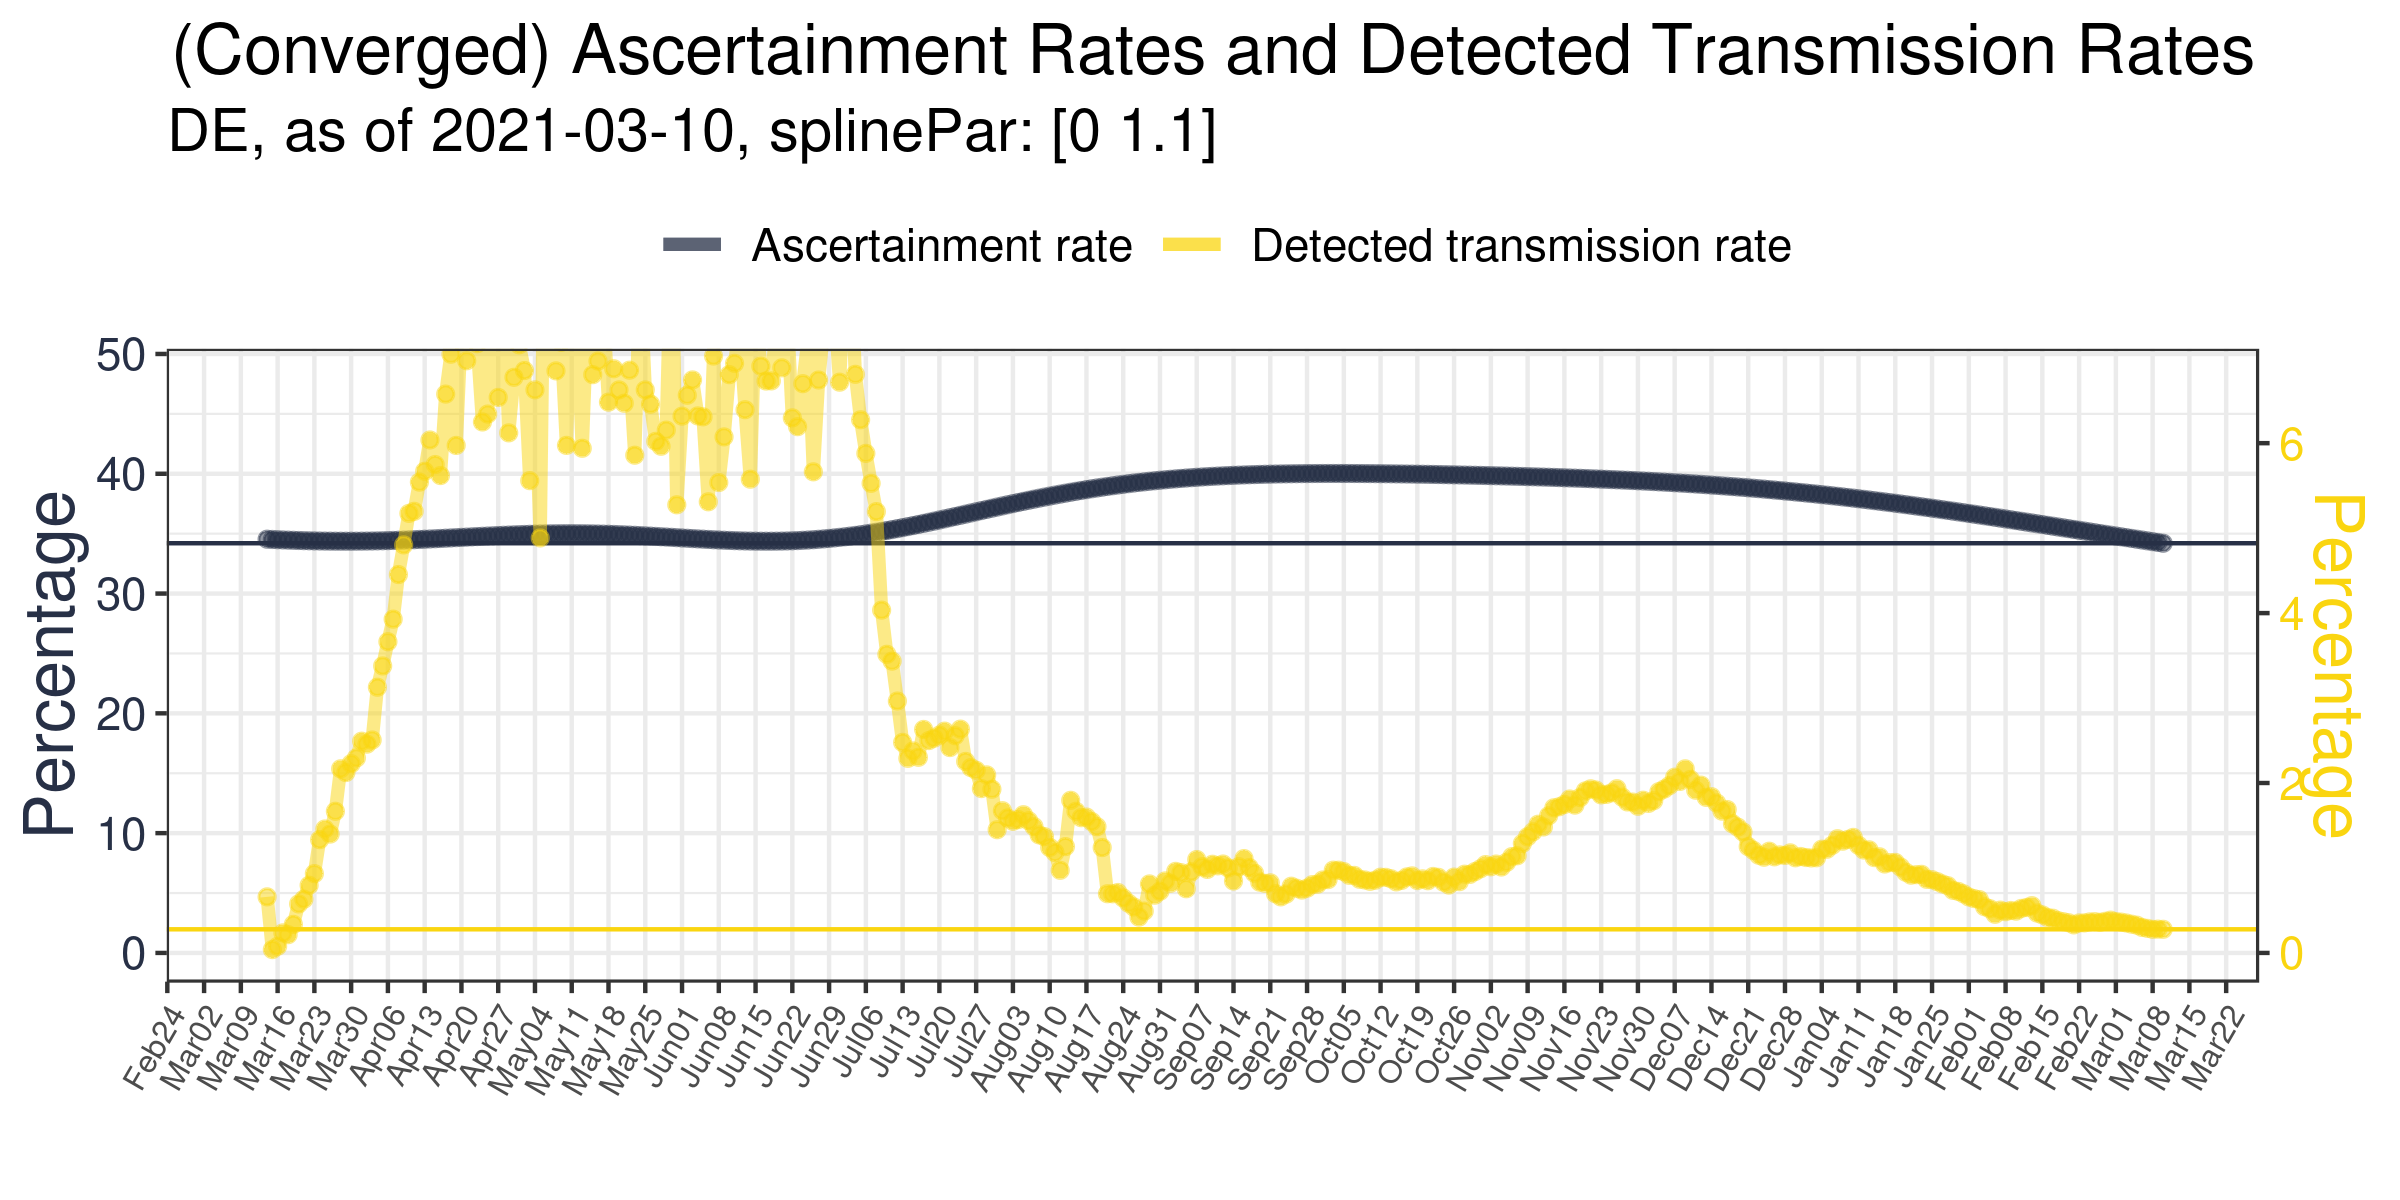 (Converged) Ascertainment Rates and Detected Transmission Rates
DE, as of 2021-03-10, splinePar: [0 1.1]
Ascertainment rate Detected transmission rate
Percentage
50
40
30
20
10
0
6
4
2
0
Percentage
Feb24 Mar02 Mar09 Mar16 Mar23 Mar30 Apr06 Apr13 Apr20 Apr27 May04 May11 May18 May25 Jun01 Jun08 Jun15 Jun22 Jun29 Jul06 Jul13 Jul20 Jul27 Aug03 Aug10 Aug17 Aug24 Aug31 Sep07 Sep14 Sep21 Sep28 Oct05 Oct12 Oct19 Oct26 Nov02 Nov09 Nov16 Nov23 Nov30 Dec07 Dec14 Dec21 Dec28 Jan04 Jan11 Jan18 Jan25 Feb01 Feb08 Feb15 Feb22 Mar01 Mar08 Mar15 Mar22